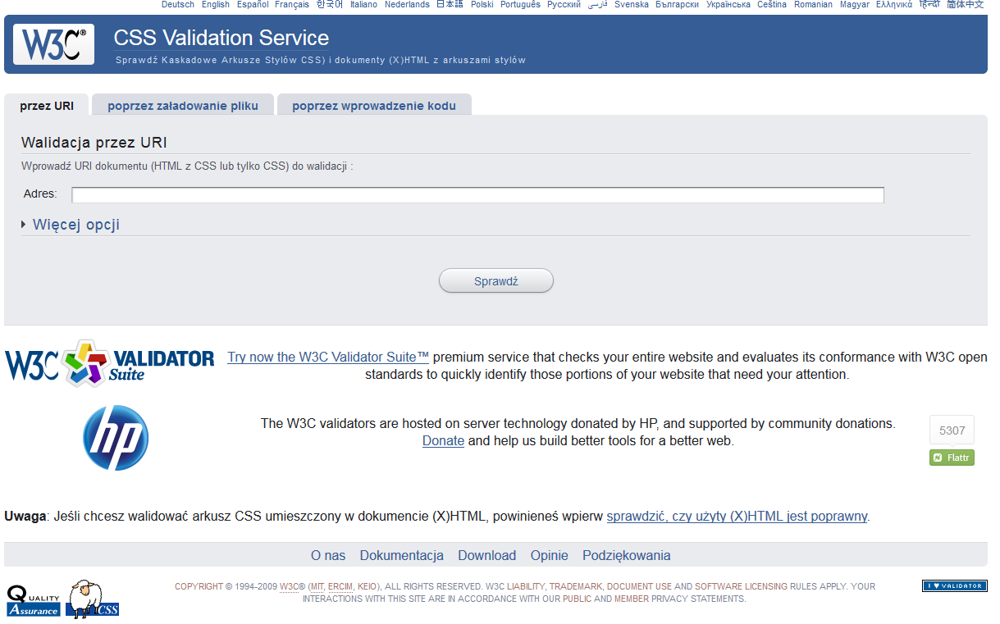 Deutsch English Español Français 한국어 Italiano Nederlands 日本語 Polski Português Русский فارسی Svenska Български Українська Čeština Romanian Magyar Ελληνικά हिन्दी 简体中文
W3C® CSS Validation Service
Sprawdź Kaskadowe Arkusze Stylów CSS) i dokumenty (X)HTML z arkuszami stylów
przez URI poprzez załadowanie pliku poprzez wprowadzenie kodu
Walidacja przez URI
Wprowadź URI dokumentu (HTML z CSS lub tylko CSS) do walidacji :
Adres:
Więcej opcji
Sprawdź
W3C VALIDATOR Suite
Try now the W3C Validator Suite™ premium service that checks your entire website and evaluates its conformance with W3C open
standards to quickly identify those portions of your website that need your attention.
hp
The W3C validators are hosted on server technology donated by HP, and supported by community donations.
Donate and help us build better tools for a better web.
5307
Flattr
Uwaga: Jeśli chcesz walidować arkusz CSS umieszczony w dokumencie (X)HTML, powinieneś wpierw sprawdzić, czy użyty (X)HTML jest poprawny.
O nas Dokumentacja Download Opinie Podziękowania
QUALITY
Assurance
CSS
COPYRIGHT © 1994-2009 W3C® (MIT, ERCIM, KEIO), ALL RIGHTS RESERVED. W3C LIABILITY, TRADEMARK, DOCUMENT USE AND SOFTWARE LICENSING RULES APPLY. YOUR
INTERACTIONS WITH THIS SITE ARE IN ACCORDANCE WITH OUR PUBLIC AND MEMBER PRIVACY STATEMENTS.
I ♥ VALIDATOR